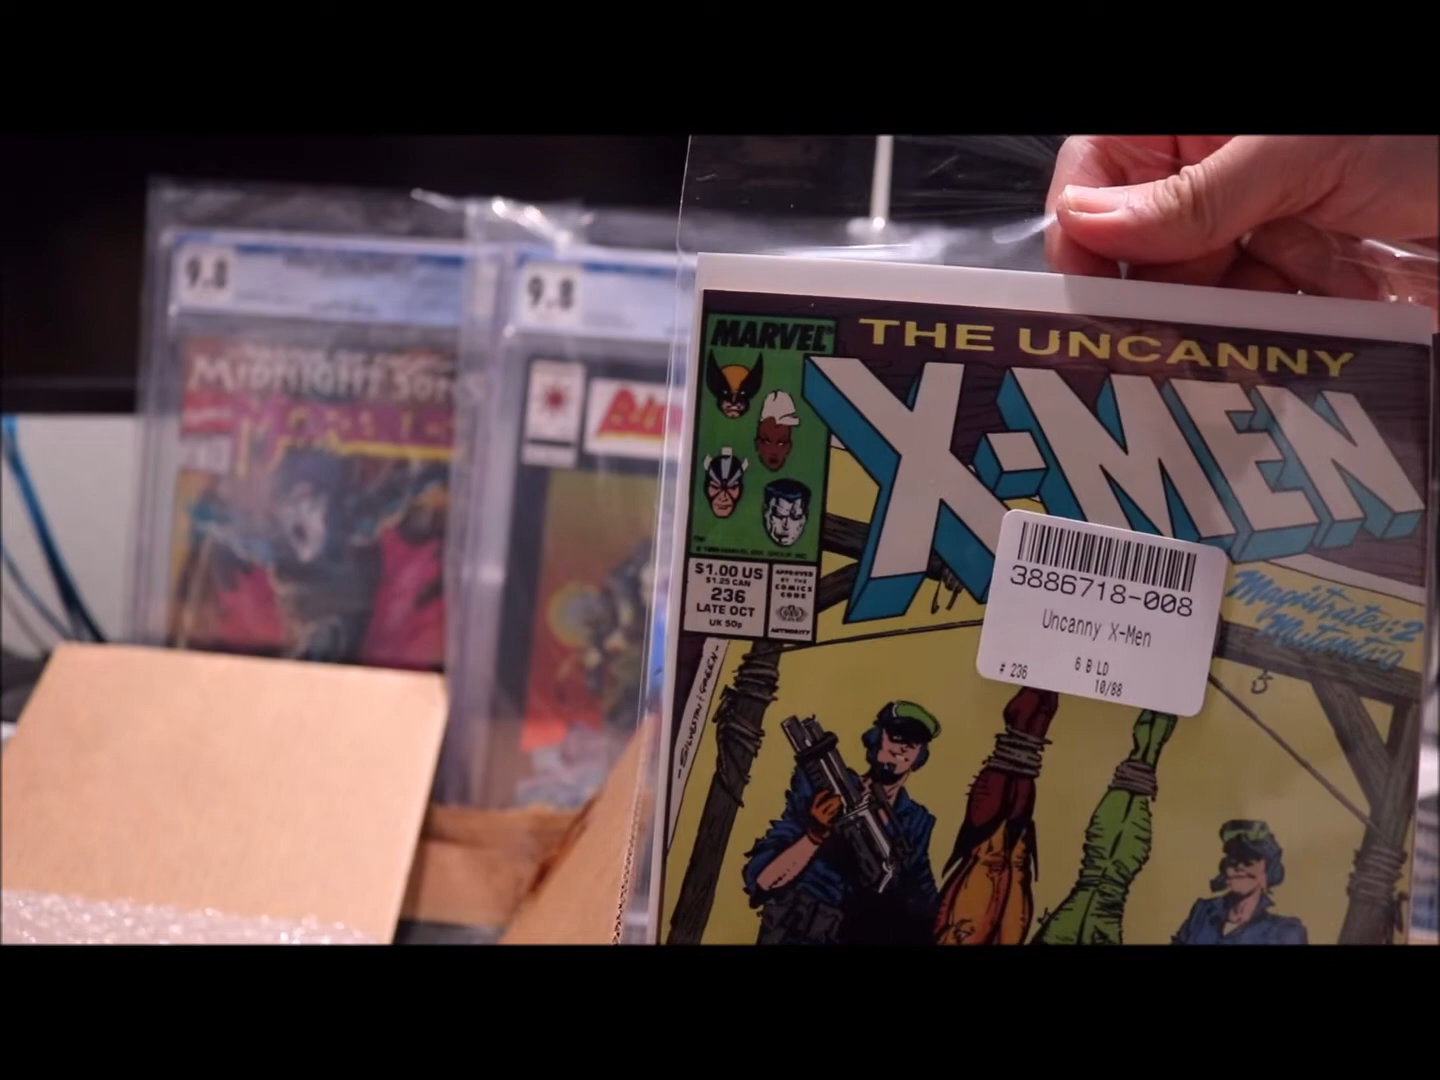 9.8
9.8
MIDNIGHT SONS
MARVEL
THE UNCANNY
X-MEN
$1.00 US
$1.25 CAN
236
LATE OCT
UK 50p
APPROVED
BY THE
COMICS
CODE
AUTHORITY
3886718-008
Uncanny X-Men
# 236
6 B LD
10/88
Magistrates: 2
Mutants: 0
SILVESTRI & GREEN